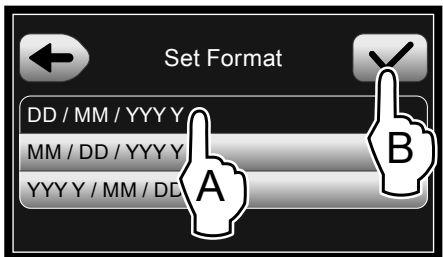 Set Format
DD / MM / YYY Y
MM / DD / YYY Y
YYY Y / MM / DD
A
B